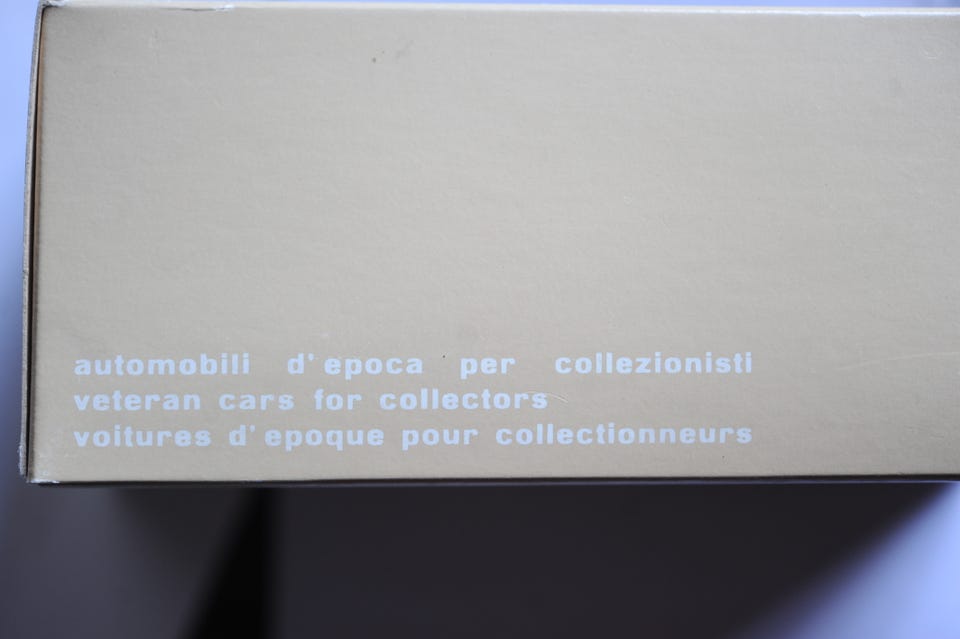 automobili d'epoca per collezionisti
veteran cars for collectors
voitures d'epoque pour collectionneurs